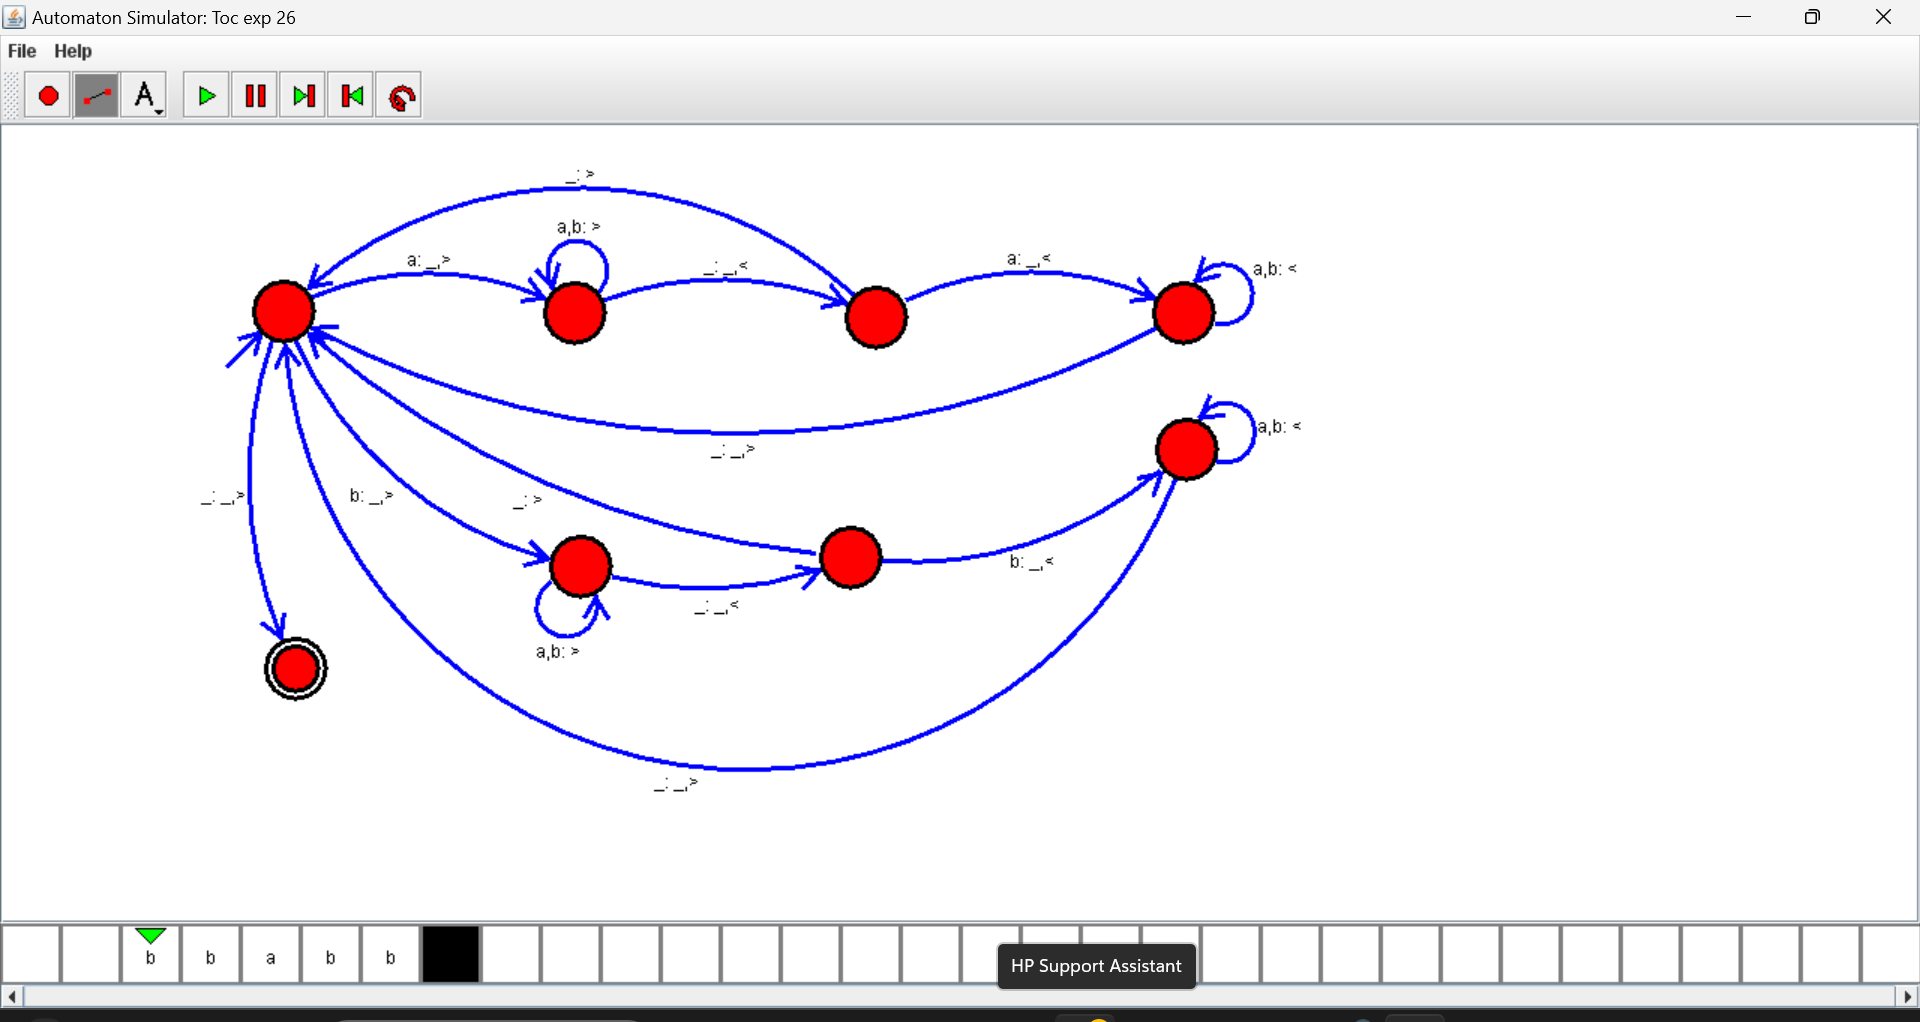 Automaton Simulator: Toc exp 26
File Help
A
_: >
a,b: >
a: _,>
_: _,<
a: _,<
a,b: <
_: _,>
a,b: <
_: _,>
b: _,>
_: >
b: _,<
_: _,<
a,b: >
_: _,>
b b a b b
HP Support Assistant